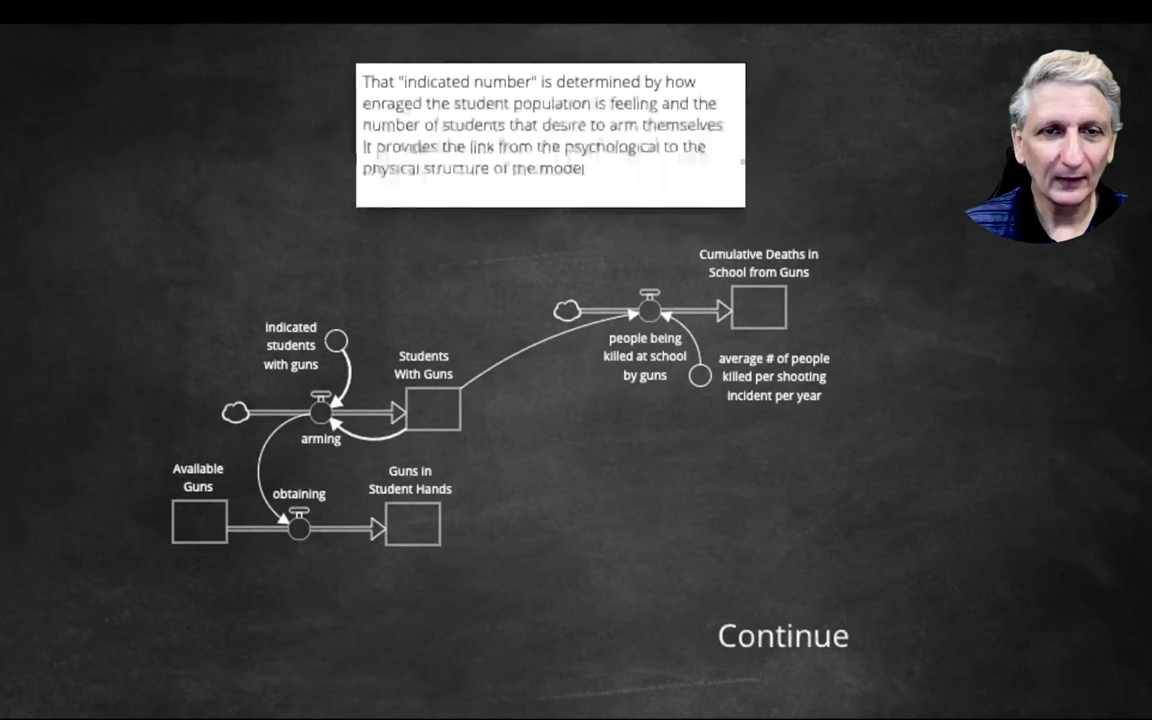 That "indicated number" is determined by how
enraged the student population is feeling and the
number of students that desire to arm themselves
It provides the link from the psychological to the
physical structure of the model
Cumulative Deaths in
School from Guns
indicated
students
with guns
people being
killed at school
by guns
average # of people
killed per shooting
incident per year
Students
With Guns
arming
Available
Guns
obtaining
Guns in
Student Hands
Continue